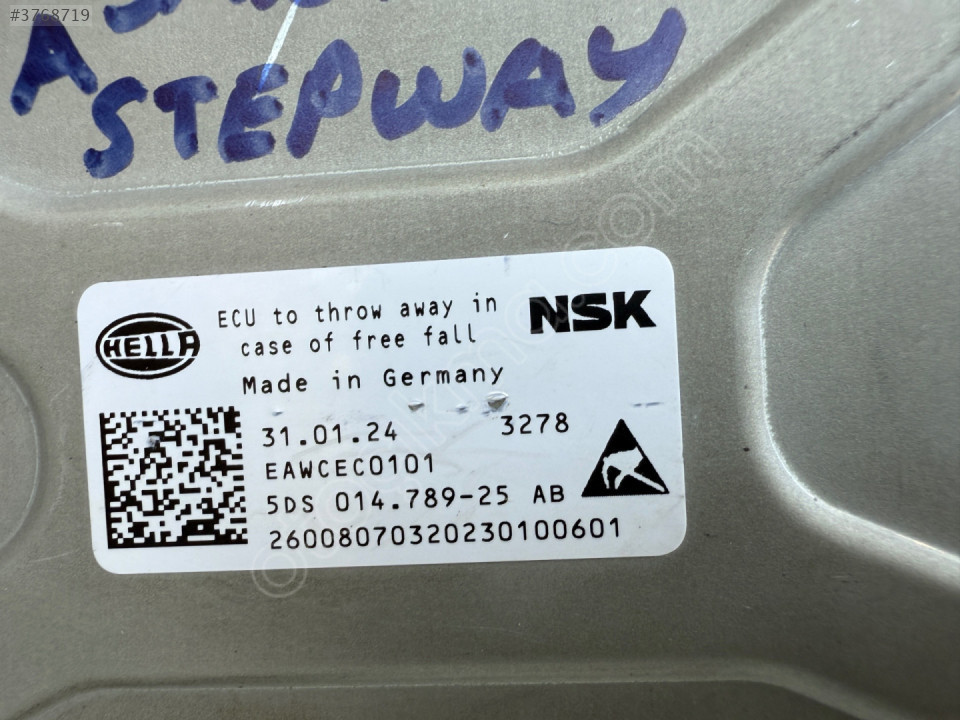 #3768719
A STEPWAY
HELLA
ECU to throw away in
case of free fall
NSK
Made in Germany
31.01.24 3278
EAWCEC0101
5DS 014.789-25 AB
26008070320230100601